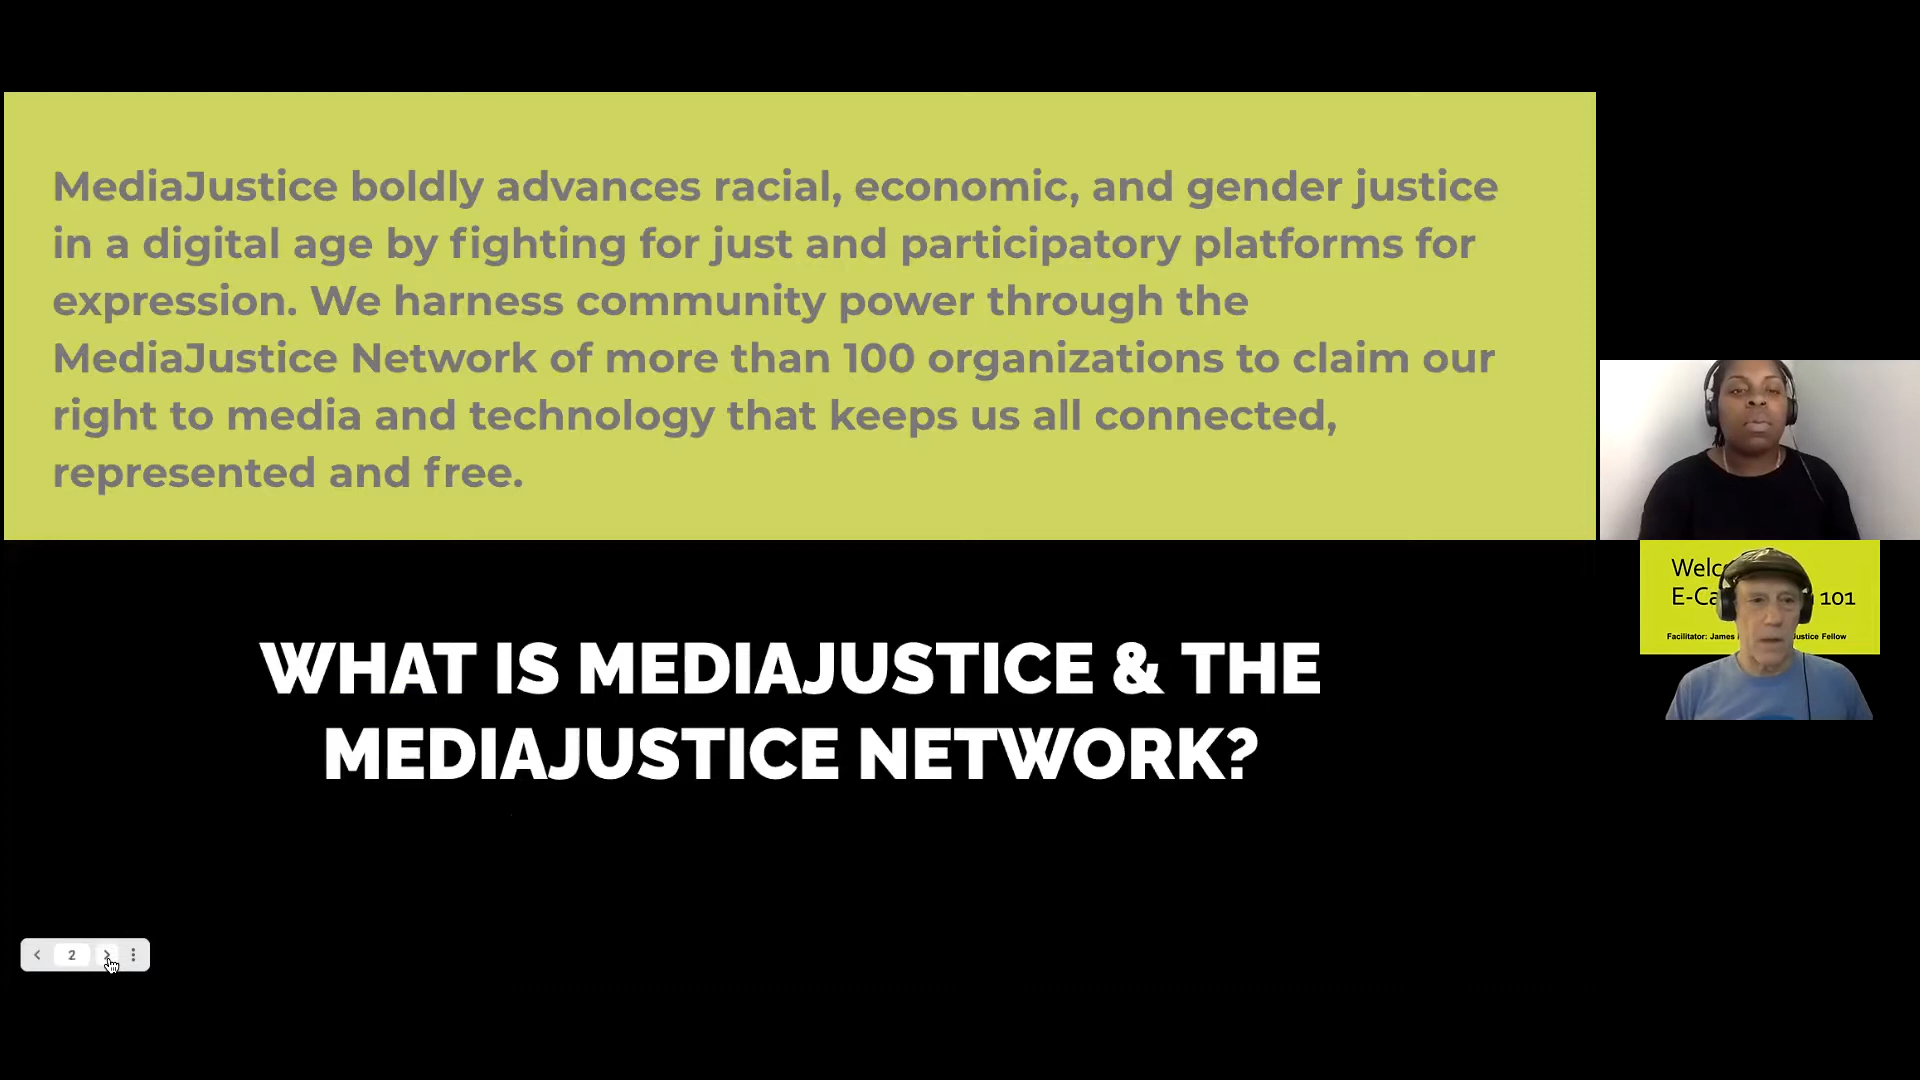 MediaJustice boldly advances racial, economic, and gender justice
in a digital age by fighting for just and participatory platforms for
expression. We harness community power through the
MediaJustice Network of more than 100 organizations to claim our
right to media and technology that keeps us all connected,
represented and free.
WHAT IS MEDIAJUSTICE & THE
MEDIAJUSTICE NETWORK?
2
101
Facilitator: James
Justice Fellow